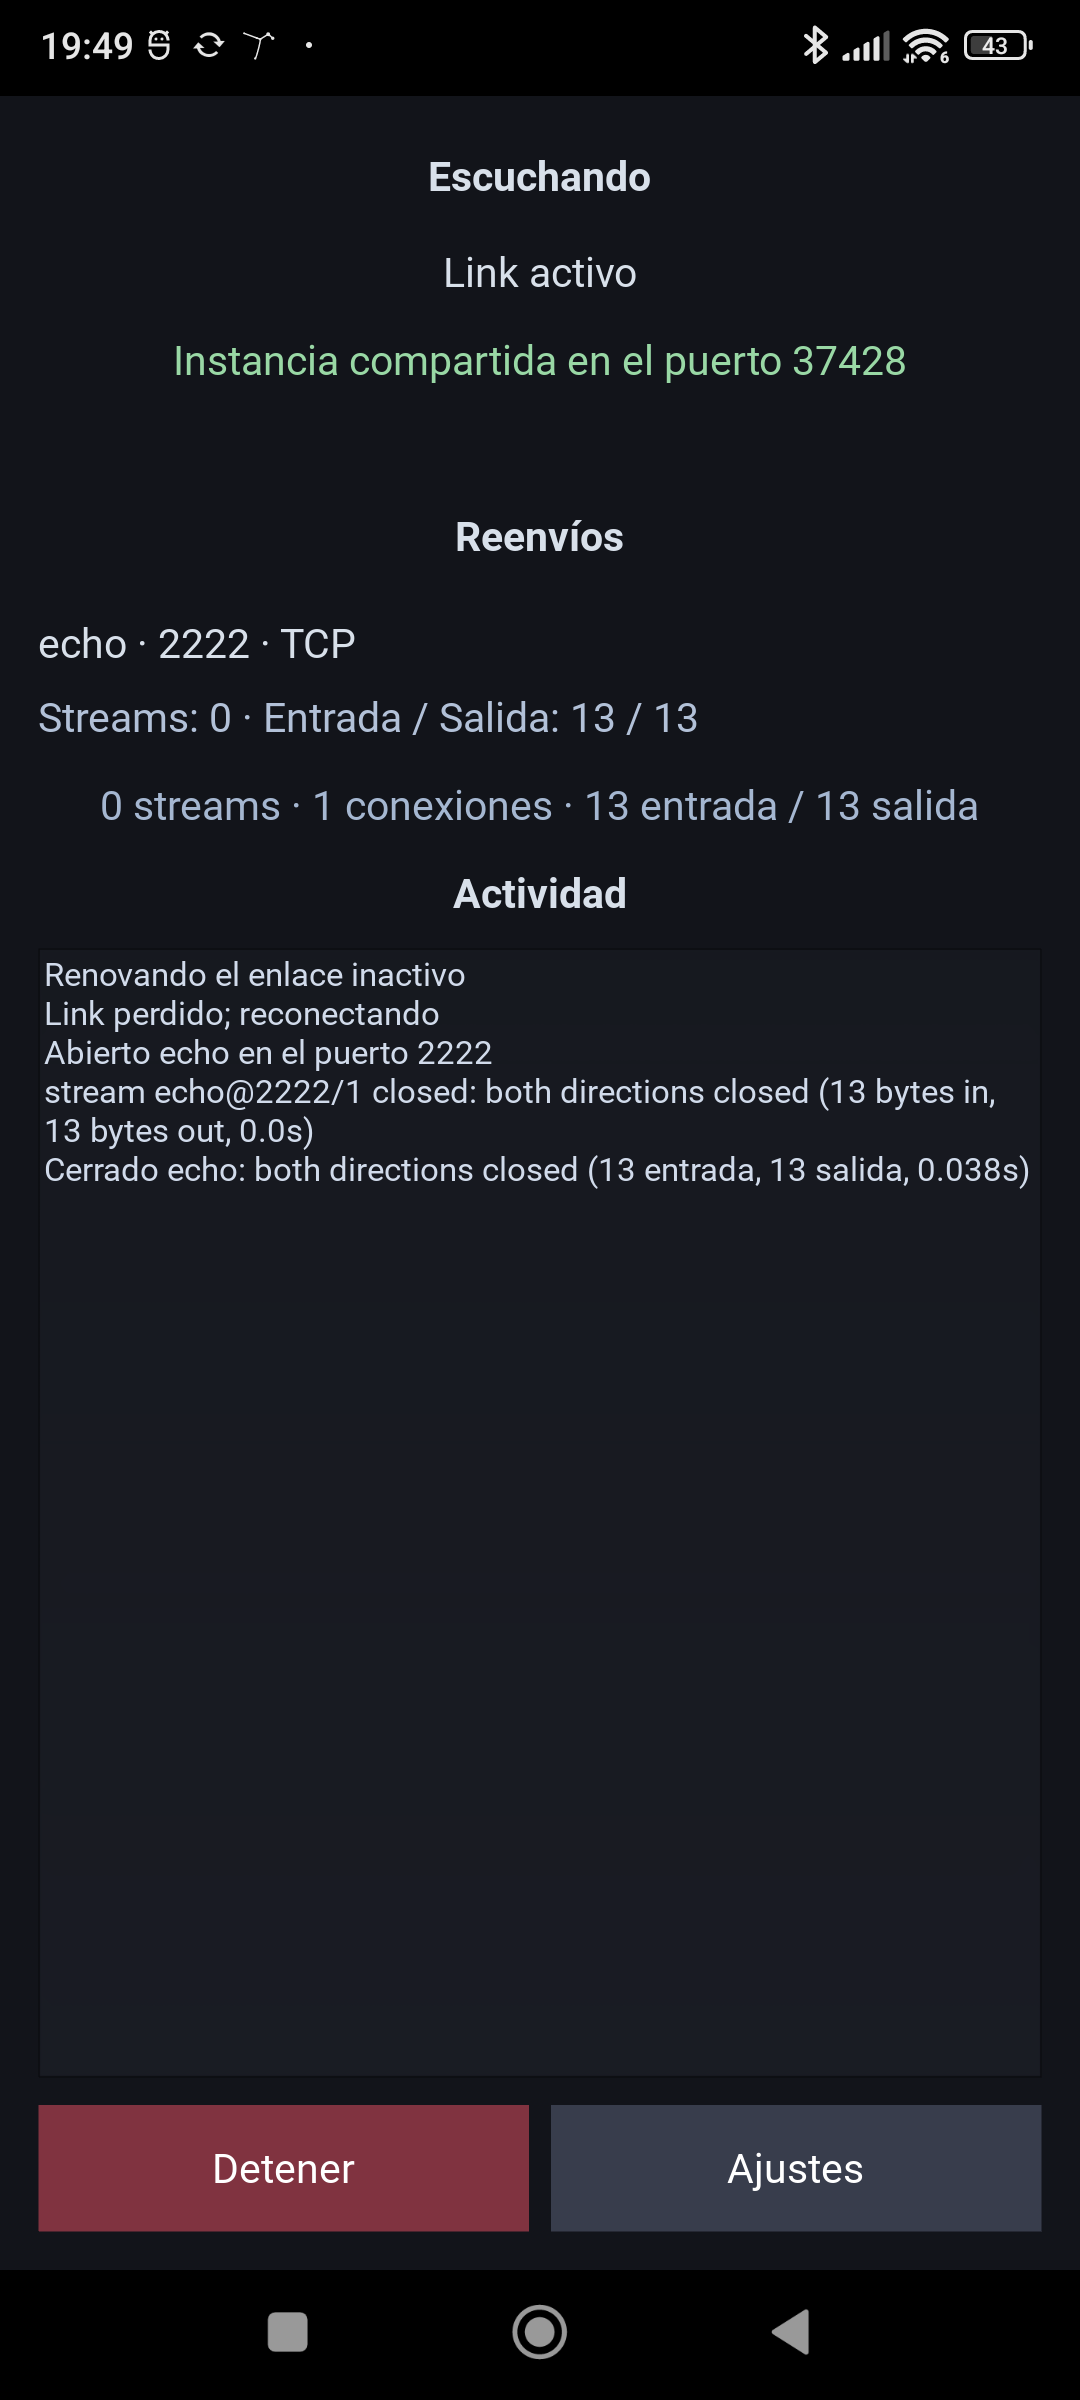 19:49
6
43
Escuchando
Link activo
Instancia compartida en el puerto 37428
Reenvíos
echo · 2222 · TCP
Streams: 0 · Entrada / Salida: 13 / 13
0 streams · 1 conexiones · 13 entrada / 13 salida
Actividad
Renovando el enlace inactivo
Link perdido; reconectando
Abierto echo en el puerto 2222
stream echo@2222/1 closed: both directions closed (13 bytes in,
13 bytes out, 0.0s)
Cerrado echo: both directions closed (13 entrada, 13 salida, 0.038s)
Detener
Ajustes